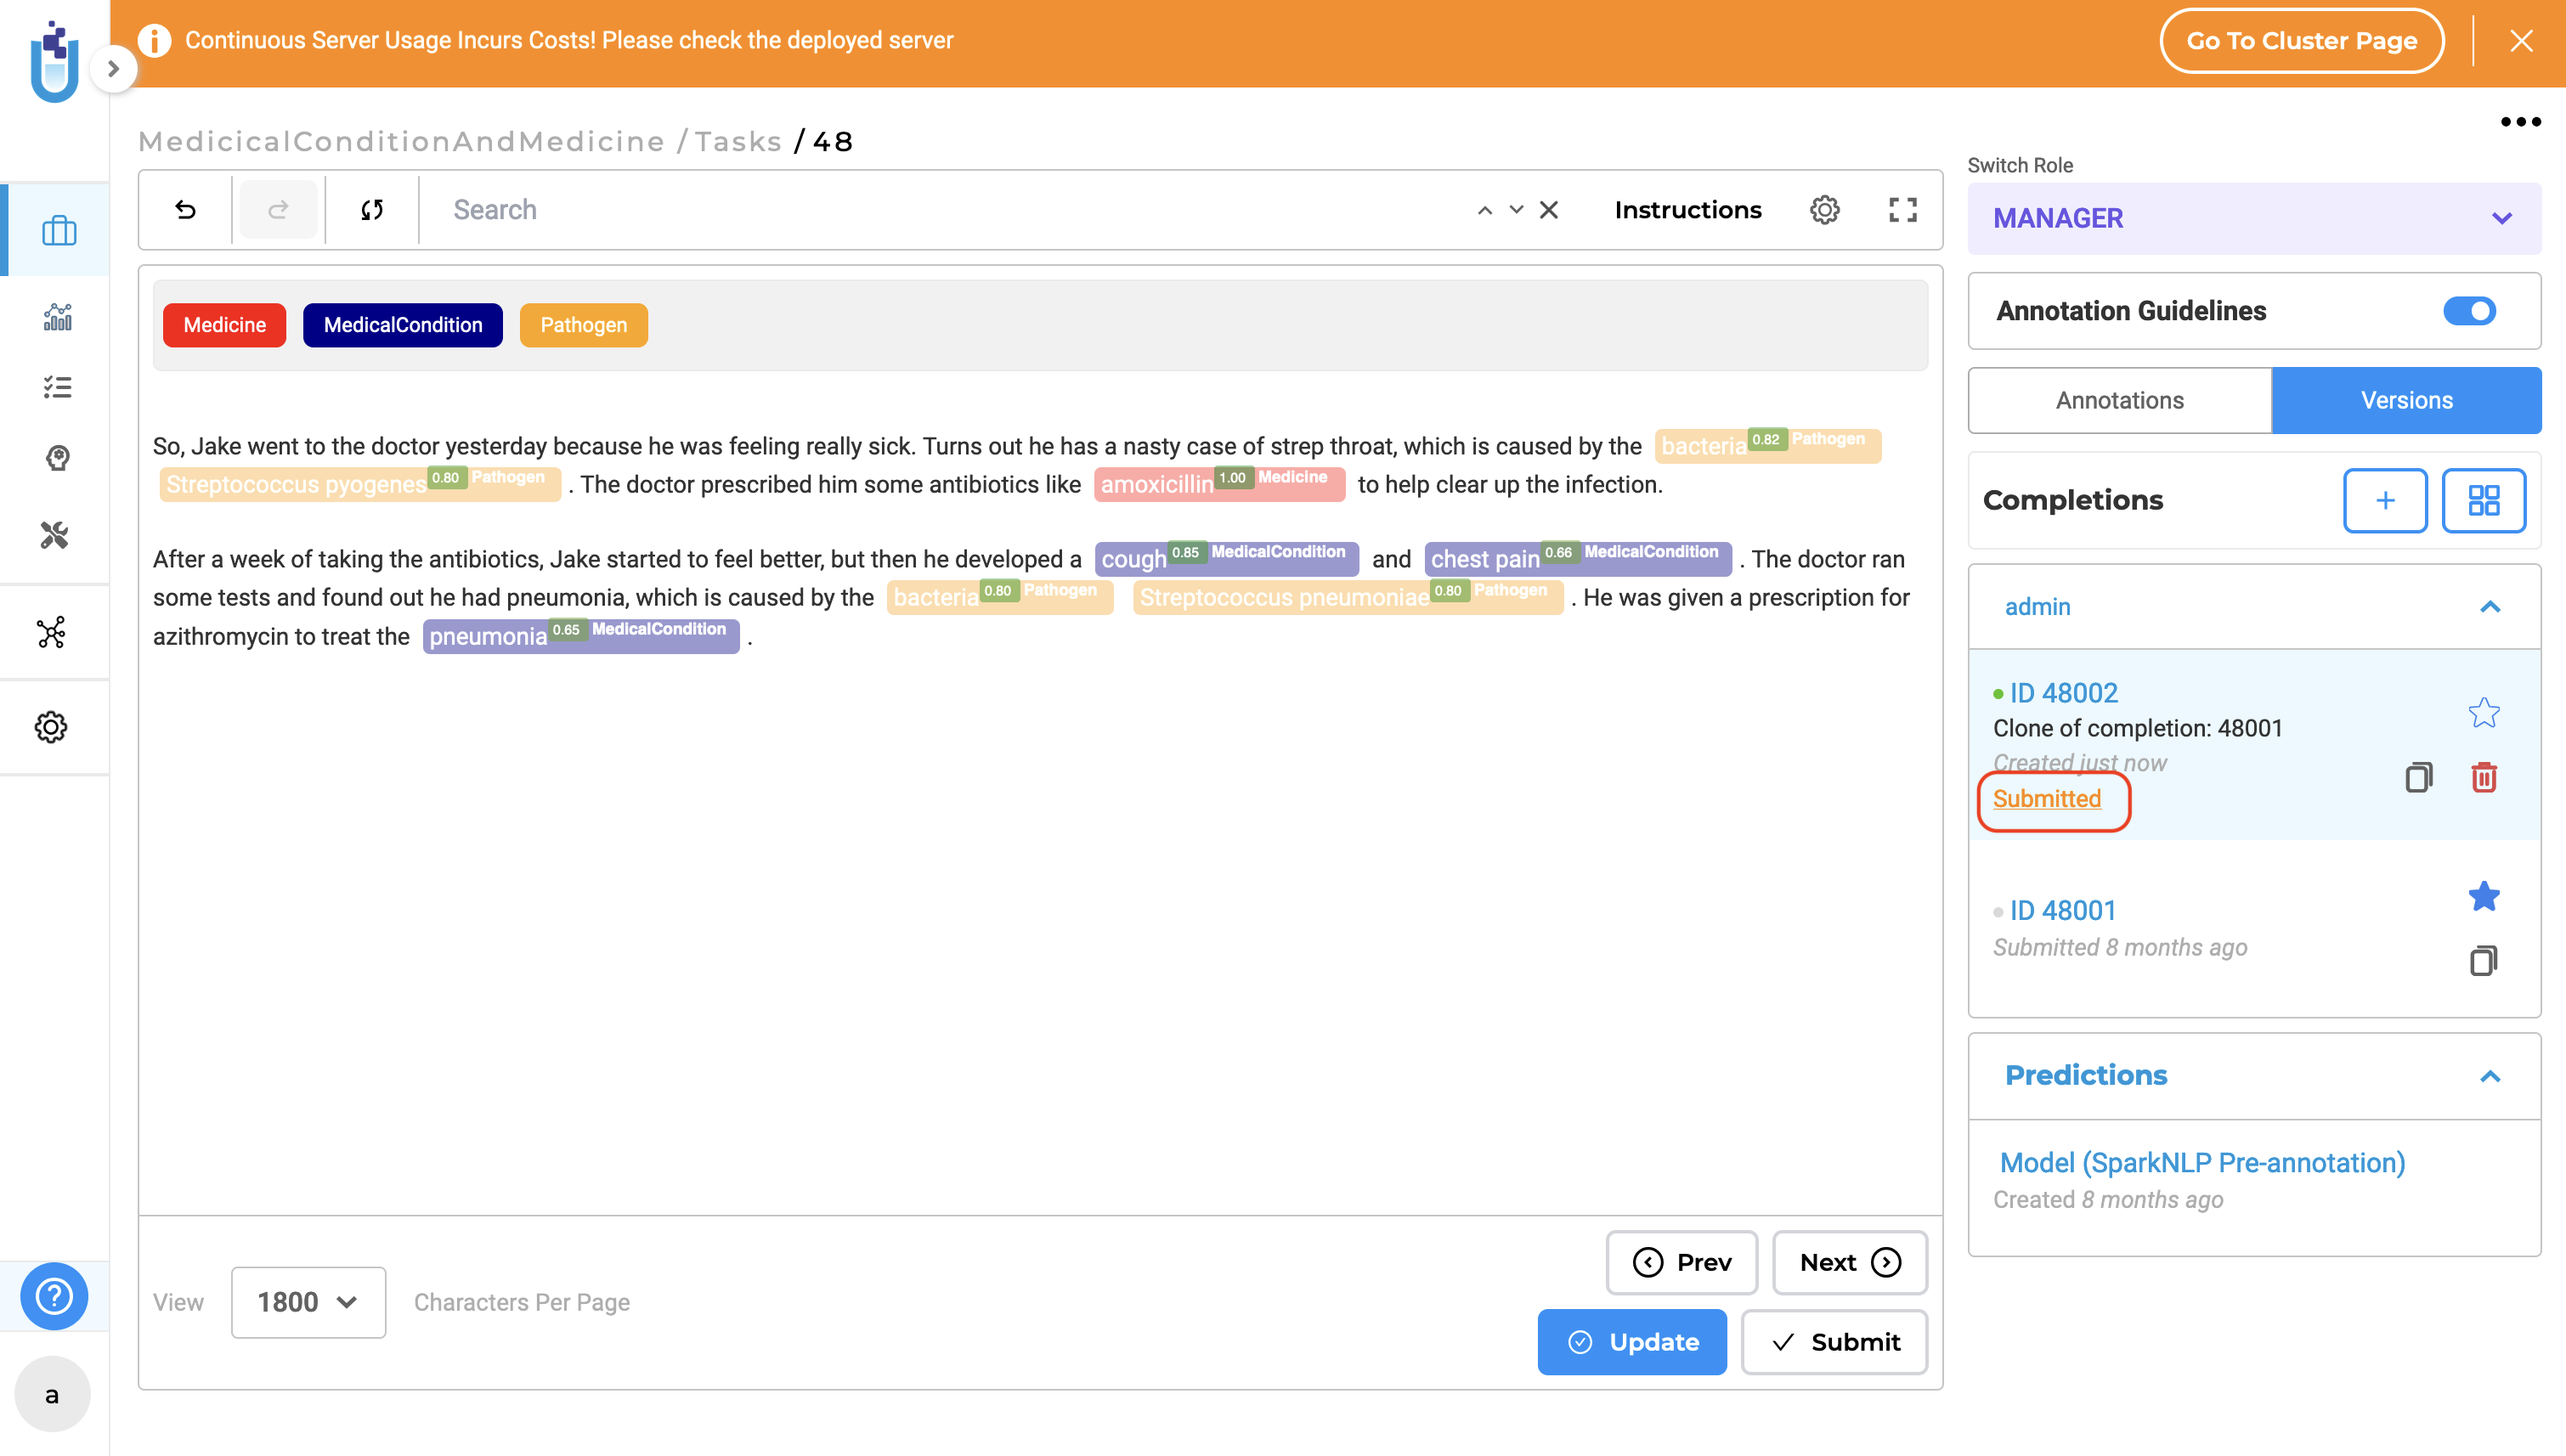 Continuous Server Usage Incurs Costs! Please check the deployed server
Go To Cluster Page
MedicicalConditionAndMedicine / Tasks / 48
Search
Instructions
Switch Role
MANAGER
Annotation Guidelines
Annotations
Versions
Medicine
MedicalCondition
Pathogen
So, Jake went to the doctor yesterday because he was feeling really sick. Turns out he has a nasty case of strep throat, which is caused by the bacteria 0.82 Pathogen
Streptococcus pyogenes 0.80 Pathogen . The doctor prescribed him some antibiotics like amoxicillin 1.00 Medicine to help clear up the infection.
After a week of taking the antibiotics, Jake started to feel better, but then he developed a cough 0.85 MedicalCondition and chest pain 0.66 MedicalCondition . The doctor ran
some tests and found out he had pneumonia, which is caused by the bacteria 0.80 Pathogen Streptococcus pneumoniae 0.80 Pathogen . He was given a prescription for
azithromycin to treat the pneumonia 0.65 MedicalCondition .
Completions
admin
ID 48002
Clone of completion: 48001
Created just now
Submitted
ID 48001
Submitted 8 months ago
Predictions
Model (SparkNLP Pre-annotation)
Created 8 months ago
Prev
Next
View
1800
Characters Per Page
Update
Submit
a